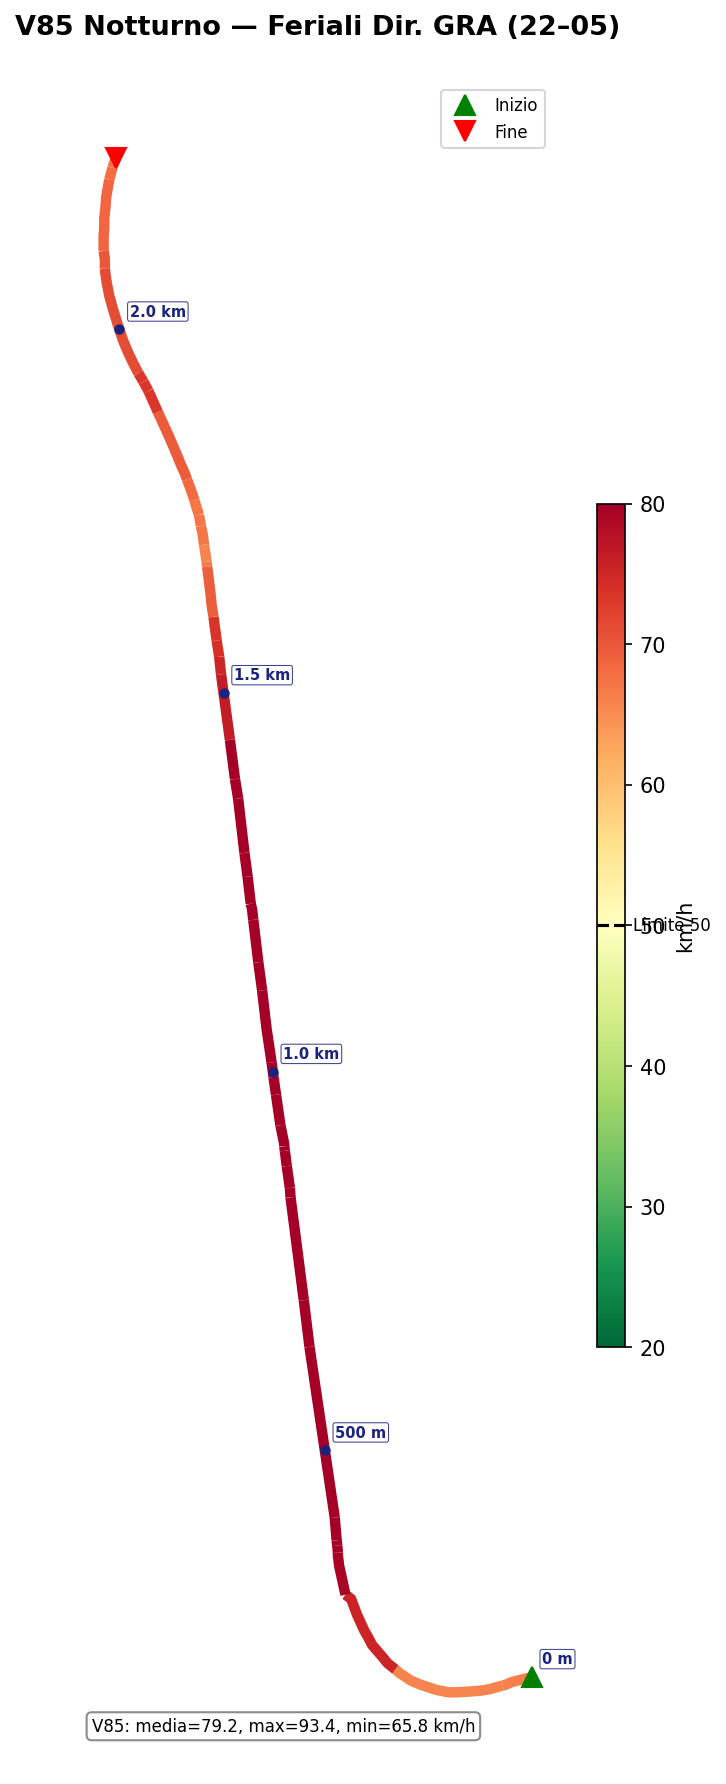 V85 Notturno — Feriali Dir. GRA (22–05)
Inizio
Fine
2.0 km
80
70
1.5 km
60
Limite 50
50
km/h
1.0 km
40
30
20
500 m
0 m
V85: media=79.2, max=93.4, min=65.8 km/h